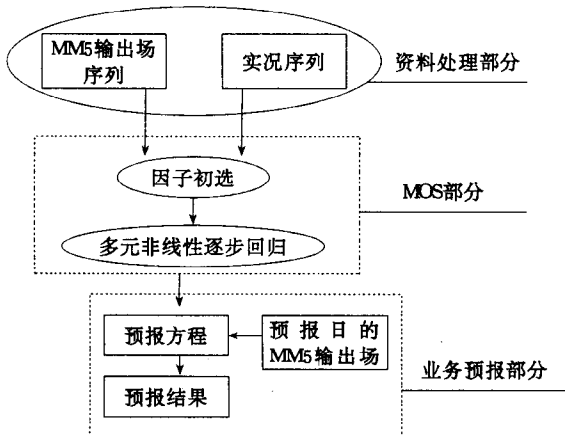 MM5输出场
序列
实况序列
资料处理部分
因子初选
MOS部分
多元非线性逐步回归
预报方程
预报日的
MM5输出场
业务预报部分
预报结果